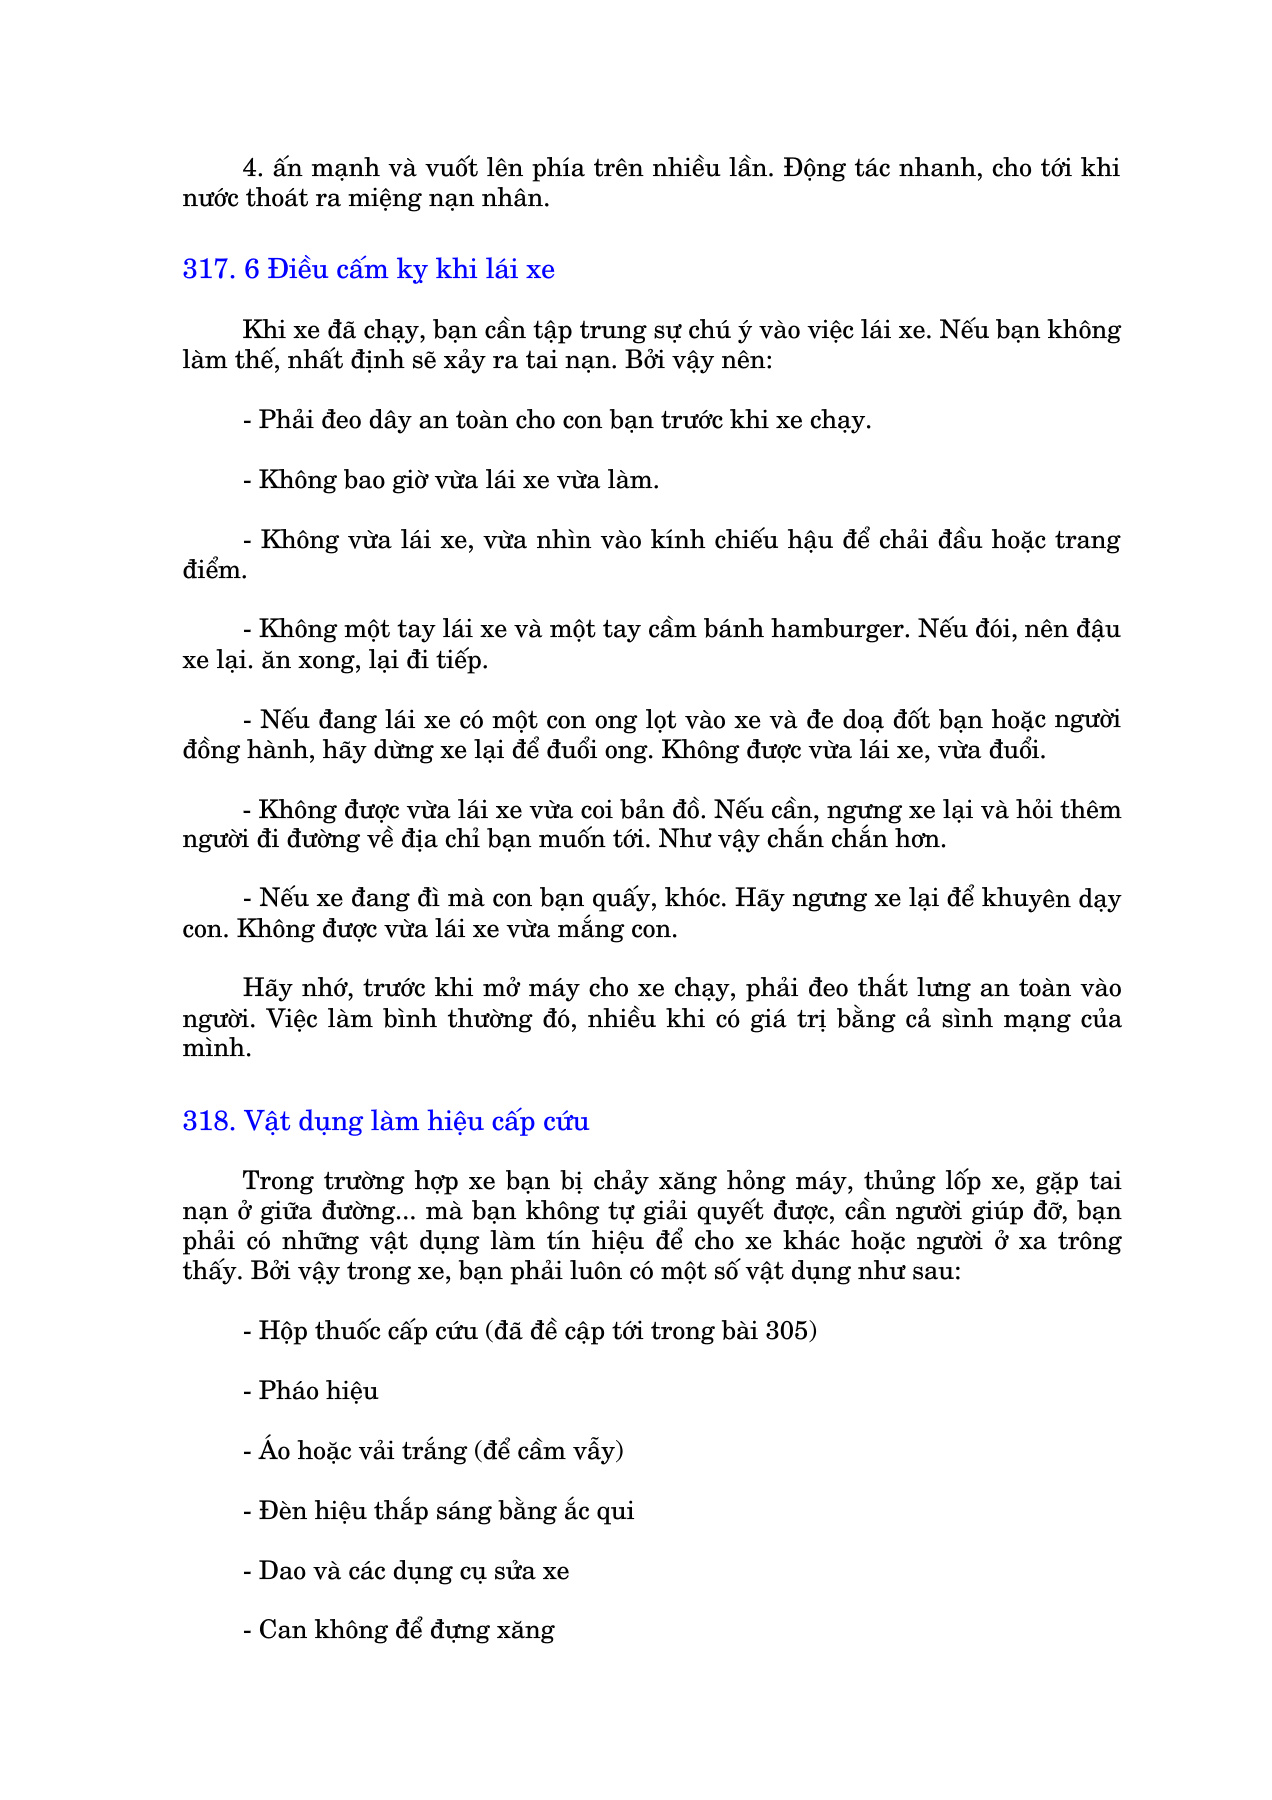 4. ấn mạnh và vuốt lên phía trên nhiều lần. Động tác nhanh, cho tới khi
nước thoát ra miệng nạn nhân.
317. 6 Điều cấm kỵ khi lái xe
Khi xe đã chạy, bạn cần tập trung sự chú ý vào việc lái xe. Nếu bạn không
làm thế, nhất định sẽ xảy ra tai nạn. Bởi vậy nên:
- Phải đeo dây an toàn cho con bạn trước khi xe chạy.
- Không bao giờ vừa lái xe vừa làm.
- Không vừa lái xe, vừa nhìn vào kính chiếu hậu để chải đầu hoặc trang
điểm.
- Không một tay lái xe và một tay cầm bánh hamburger. Nếu đói, nên đậu
xe lại. ăn xong, lại đi tiếp.
- Nếu đang lái xe có một con ong lọt vào xe và đe doạ đốt bạn hoặc người
đồng hành, hãy dừng xe lại để đuổi ong. Không được vừa lái xe, vừa đuổi.
- Không được vừa lái xe vừa coi bản đồ. Nếu cần, ngưng xe lại và hỏi thêm
người đi đường về địa chỉ bạn muốn tới. Như vậy chắn chắn hơn.
- Nếu xe đang đì mà con bạn quấy, khóc. Hãy ngưng xe lại để khuyên dạy
con. Không được vừa lái xe vừa mắng con.
Hãy nhớ, trước khi mở máy cho xe chạy, phải đeo thắt lưng an toàn vào
người. Việc làm bình thường đó, nhiều khi có giá trị bằng cả sình mạng của
mình.
318. Vật dụng làm hiệu cấp cứu
Trong trường hợp xe bạn bị chảy xăng hỏng máy, thủng lốp xe, gặp tai
nạn ở giữa đường... mà bạn không tự giải quyết được, cần người giúp đỡ, bạn
phải có những vật dụng làm tín hiệu để cho xe khác hoặc người ở xa trông
thấy. Bởi vậy trong xe, bạn phải luôn có một số vật dụng như sau:
- Hộp thuốc cấp cứu (đã đề cập tới trong bài 305)
- Pháo hiệu
- Áo hoặc vải trắng (để cầm vẫy)
- Đèn hiệu thắp sáng bằng ắc qui
- Dao và các dụng cụ sửa xe
- Can không để đựng xăng